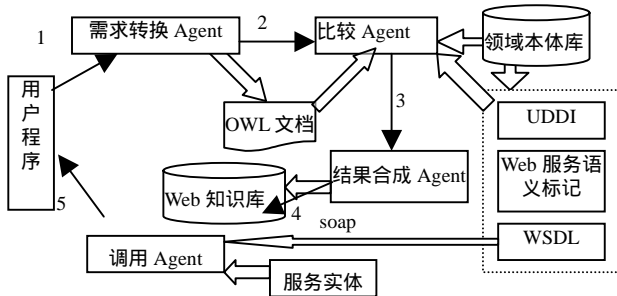 1
需求转换 Agent
2
比较 Agent
领域本体库
用户程序
OWL 文档
3
UDDI
Web 服务语
义标记
WSDL
结果合成 Agent
Web 知识库
4
5
soap
调用 Agent
服务实体